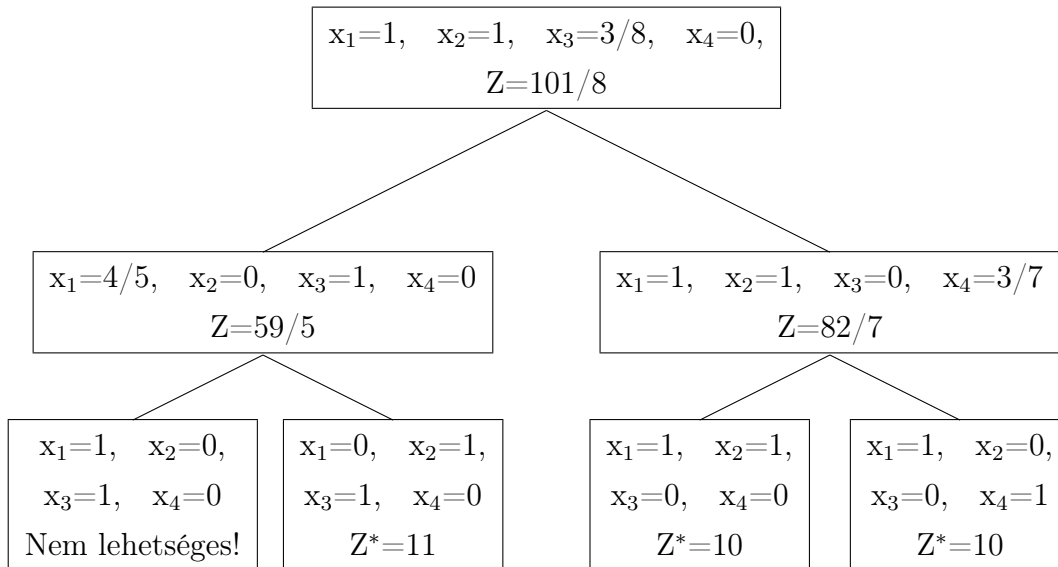 x₁=1, x₂=1, x₃=3/8, x₄=0,
Z=101/8
x₁=4/5, x₂=0, x₃=1, x₄=0
Z=59/5
x₁=1, x₂=1, x₃=0, x₄=3/7
Z=82/7
x₁=1, x₂=0,
x₃=1, x₄=0
Nem lehetséges!
x₁=0, x₂=1,
x₃=1, x₄=0
Z*=11
x₁=1, x₂=1,
x₃=0, x₄=0
Z*=10
x₁=1, x₂=0,
x₃=0, x₄=1
Z*=10